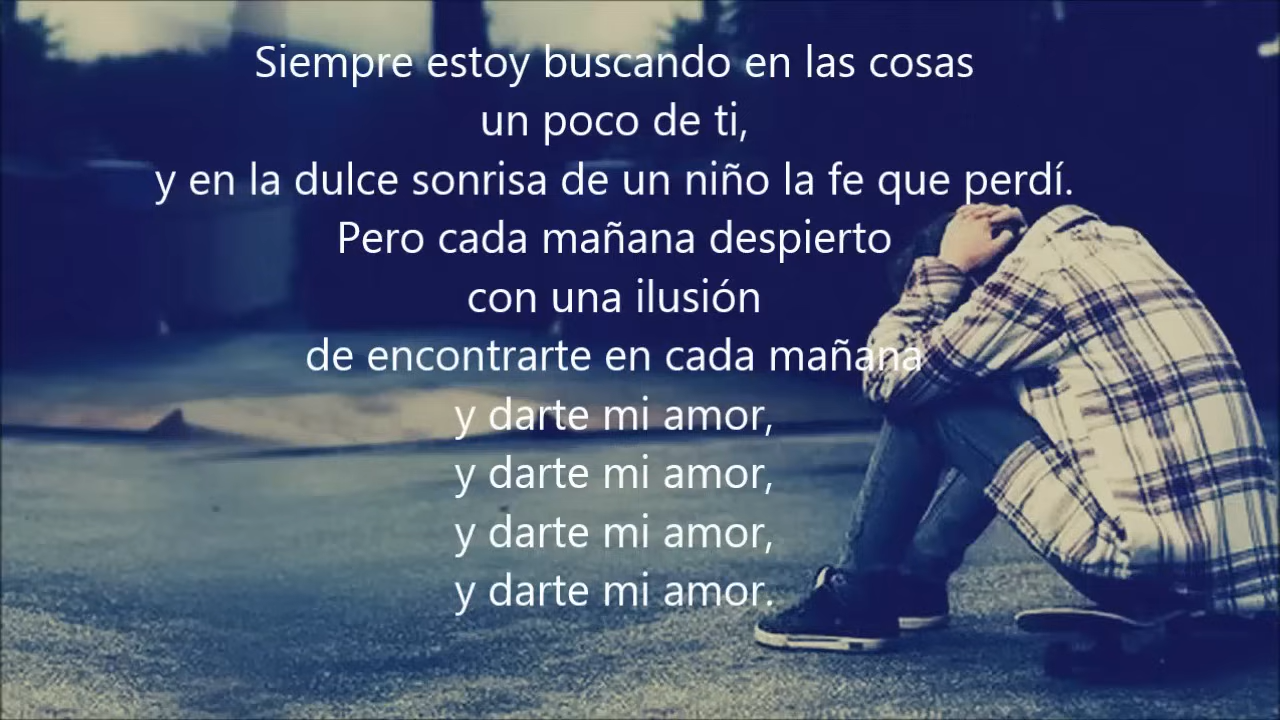 Siempre estoy buscando en las cosas
un poco de ti,
y en la dulce sonrisa de un niño la fe que perdí.
Pero cada mañana despierto
con una ilusión
de encontrarte en cada mañana
y darte mi amor,
y darte mi amor,
y darte mi amor,
y darte mi amor.